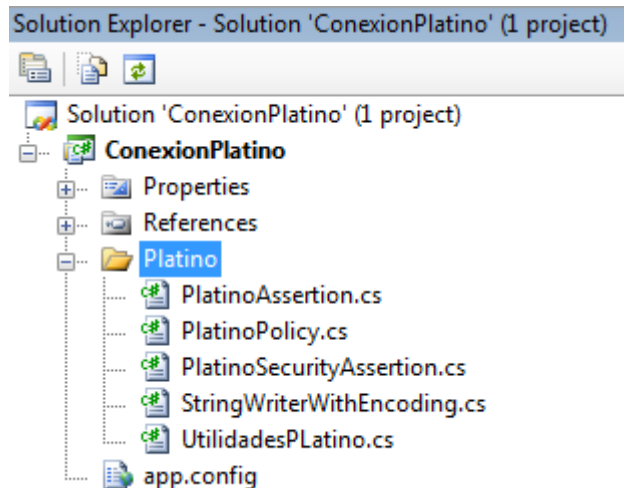 Solution Explorer - Solution 'ConexionPlatino' (1 project)
Solution 'ConexionPlatino' (1 project)
ConexionPlatino
Properties
References
Platino
PlatinoAssertion.cs
PlatinoPolicy.cs
PlatinoSecurityAssertion.cs
StringWriterWithEncoding.cs
UtilidadesPLatino.cs
app.config